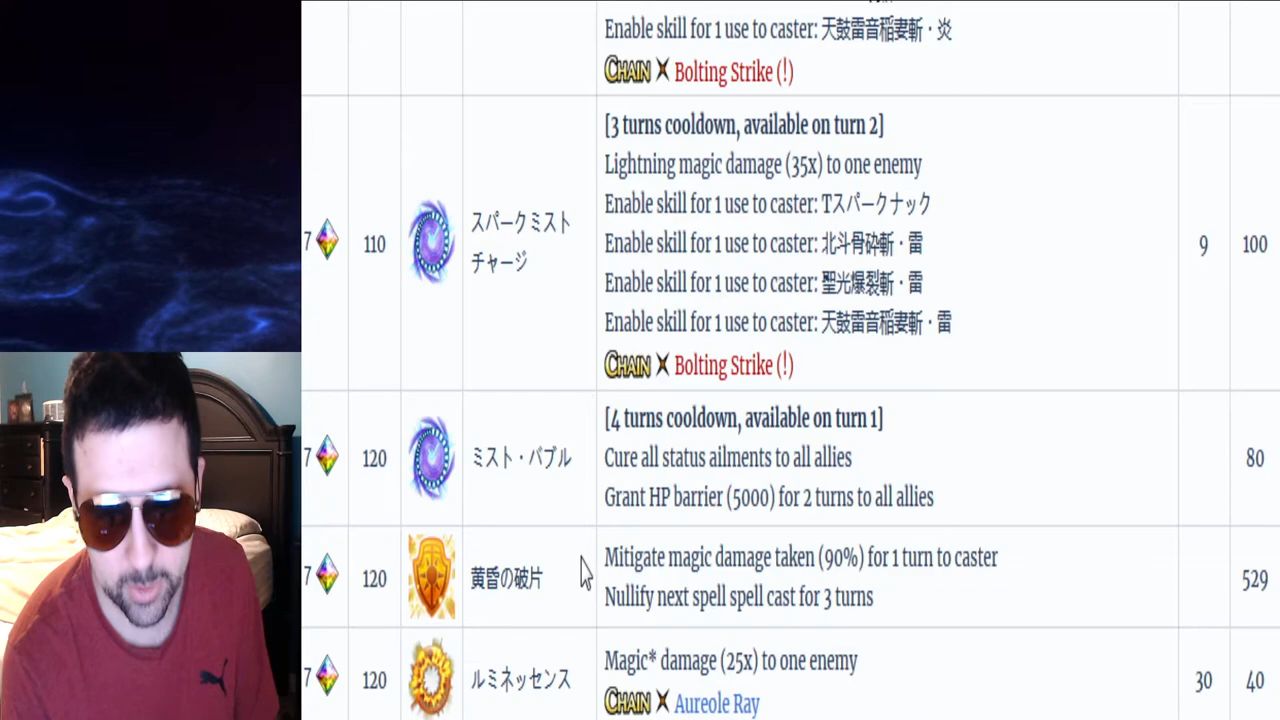 Enable skill for 1 use to caster: 天鼓雷音稲妻斬・炎
CHAIN Bolting Strike (!)
7 110 スパークミストチャージ
[3 turns cooldown, available on turn 2]
Lightning magic damage (35x) to one enemy
Enable skill for 1 use to caster: Tスパークナック
Enable skill for 1 use to caster: 北斗骨砕斬・雷
Enable skill for 1 use to caster: 聖光爆裂斬・雷
Enable skill for 1 use to caster: 天鼓雷音稲妻斬・雷
CHAIN Bolting Strike (!)
9 100
7 120 ミスト・バブル
[4 turns cooldown, available on turn 1]
Cure all status ailments to all allies
Grant HP barrier (5000) for 2 turns to all allies
80
7 120 黄昏の破片
Mitigate magic damage taken (90%) for 1 turn to caster
Nullify next spell spell cast for 3 turns
529
7 120 ルミネッセンス
Magic* damage (25x) to one enemy
CHAIN Aureole Ray
30 40